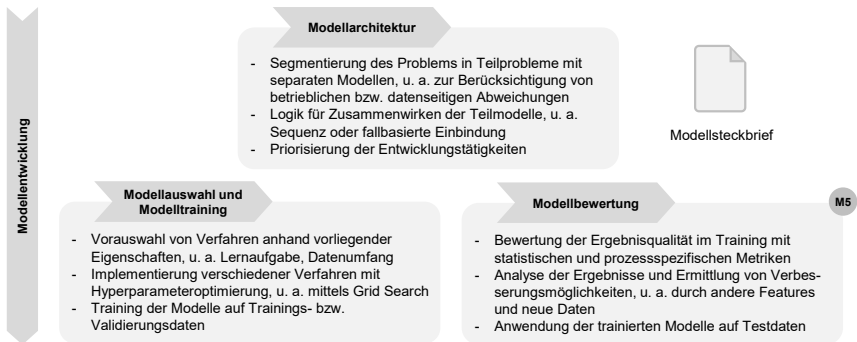 Modellentwicklung
Modellarchitektur
- Segmentierung des Problems in Teilprobleme mit
separaten Modellen, u. a. zur Berücksichtigung von
betrieblichen bzw. datenseitigen Abweichungen
- Logik für Zusammenwirken der Teilmodelle, u. a.
Sequenz oder fallbasierte Einbindung
- Priorisierung der Entwicklungstätigkeiten
Modellsteckbrief
Modellauswahl und
Modelltraining
- Vorauswahl von Verfahren anhand vorliegender
Eigenschaften, u. a. Lernaufgabe, Datenumfang
- Implementierung verschiedener Verfahren mit
Hyperparameteroptimierung, u. a. mittels Grid Search
- Training der Modelle auf Trainings- bzw.
Validierungsdaten
Modellbewertung
M5
- Bewertung der Ergebnisqualität im Training mit
statistischen und prozessspezifischen Metriken
- Analyse der Ergebnisse und Ermittlung von Verbes-
serungsmöglichkeiten, u. a. durch andere Features
und neue Daten
- Anwendung der trainierten Modelle auf Testdaten